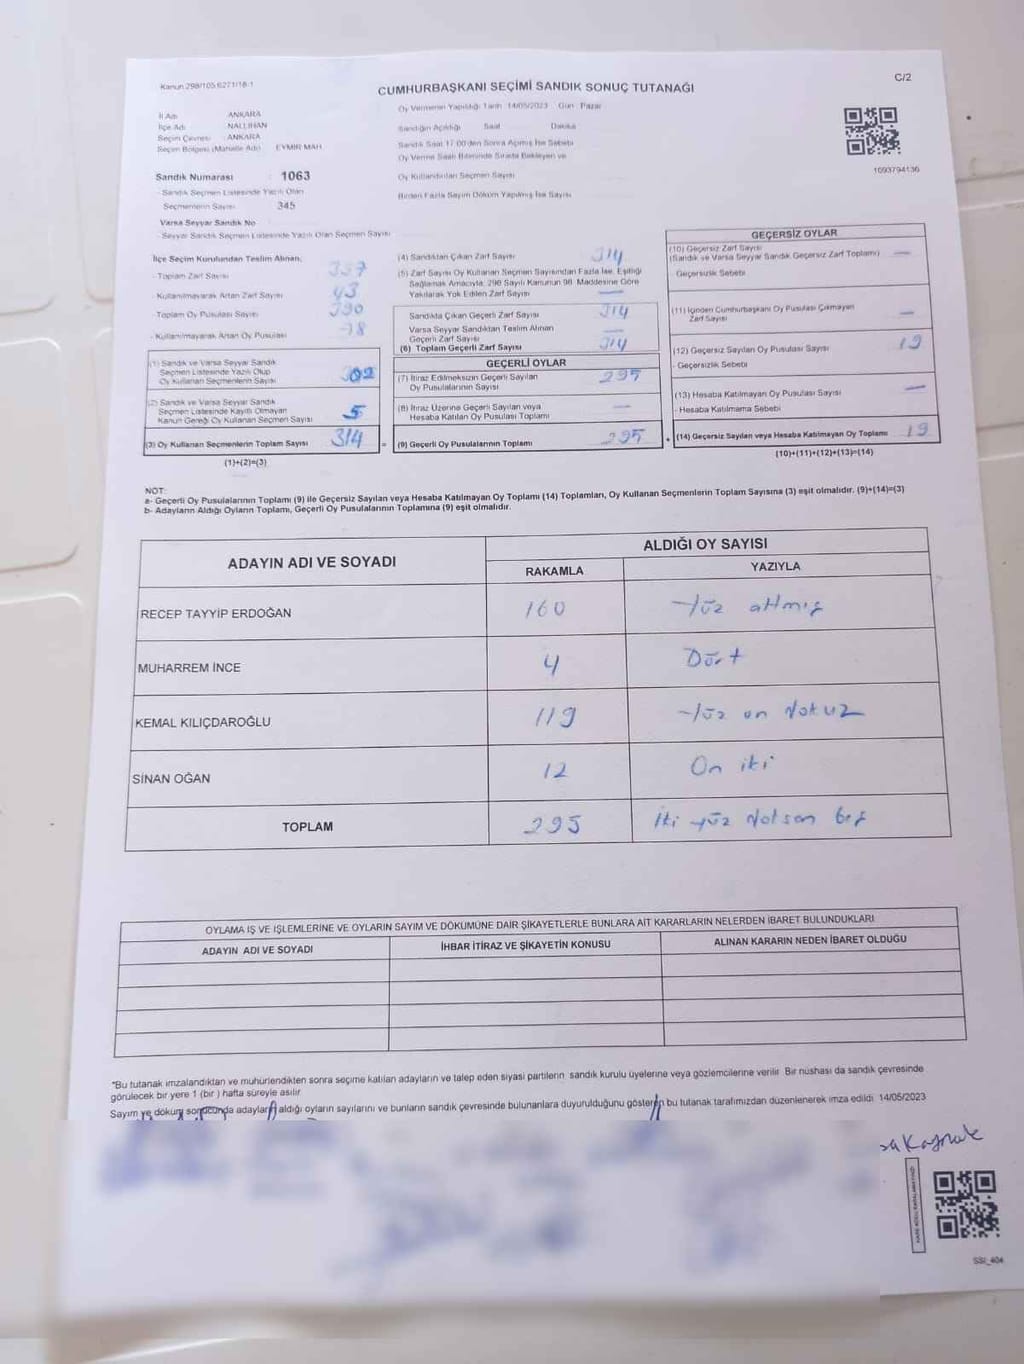 Kanun 298/105 6271/18 1
C/2
CUMHURBAŞKANI SEÇİMİ SANDIK SONUÇ TUTANAĞI
İl Adı ANKARA
İlçe Adı NALLIHAN
Seçim Çevresi ANKARA
Seçim Bölgesi (Mahalle Adı) EYMİR MAH
Sandık Numarası : 1063
- Sandık Seçmen Listesinde Yazılı Olan
Seçmenlerin Sayısı 345
Varsa Seyyar Sandık No
- Seyyar Sandık Seçmen Listesinde Yazılı Olan Seçmen Sayısı
Oy Vermenin Yapıldığı Tarih 14/05/2023 Gün Pazar
Sandığın Açıldığı Saat Dakika
Sandık Saat 17 00'den Sonra Açılmış İse Sebebi
Oy Verme Saati Bitiminde Sırada Bekleyen ve
Oy Kullandırılan Seçmen Sayısı
Birden Fazla Sayım Döküm Yapılmış İse Sayısı
1093794136
İlçe Seçim Kurulundan Teslim Alınan;
- Toplam Zarf Sayısı 357
- Kullanılmayarak Artan Zarf Sayısı 43
- Toplam Oy Pusulası Sayısı 390
- Kullanılmayarak Artan Oy Pusulası 78
(1) Sandık ve Varsa Seyyar Sandık
Seçmen Listesinde Yazılı Olup
Oy Kullanan Seçmenlerin Sayısı
(2) Sandık ve Varsa Seyyar Sandık
Seçmen Listesinde Kayıtlı Olmayan
Kanun Gereği Oy Kullanan Seçmen Sayısı 5
(3) Oy Kullanan Seçmenlerin Toplam Sayısı 314
(1)+(2)=(3)
(4) Sandıktan Çıkan Zarf Sayısı 314
(5) Zarf Sayısı Oy Kullanan Seçmen Sayısından Fazla İse, Eşitliği
Sağlamak Amacıyla, 298 Sayılı Kanunun 98. Maddesine Göre
Yakılarak Yok Edilen Zarf Sayısı —
Sandıkta Çıkan Geçerli Zarf Sayısı 314
Varsa Seyyar Sandıktan Teslim Alınan
Geçerli Zarf Sayısı —
(6) Toplam Geçerli Zarf Sayısı 314
GEÇERLİ OYLAR
(7) İtiraz Edilmeksizin Geçerli Sayılan
Oy Pusulalarının Sayısı 295
(8) İtiraz Üzerine Geçerli Sayılan veya
Hesaba Katılan Oy Pusulası Toplamı —
= (9) Geçerli Oy Pusulalarının Toplamı 295
GEÇERSİZ OYLAR
(10) Geçersiz Zarf Sayısı
(Sandık ve Varsa Seyyar Sandık Geçersiz Zarf Toplamı) —
- Geçersizlik Sebebi
(11) İçinden Cumhurbaşkanı Oy Pusulası Çıkmayan
Zarf Sayısı —
(12) Geçersiz Sayılan Oy Pusulası Sayısı 19
- Geçersizlik Sebebi
(13) Hesaba Katılmayan Oy Pusulası Sayısı —
- Hesaba Katılmama Sebebi
+ (14) Geçersiz Sayılan veya Hesaba Katılmayan Oy Toplamı 19
(10)+(11)+(12)+(13)=(14)
NOT:
a- Geçerli Oy Pusulalarının Toplamı (9) ile Geçersiz Sayılan veya Hesaba Katılmayan Oy Toplamı (14) Toplamları, Oy Kullanan Seçmenlerin Toplam Sayısına (3) eşit olmalıdır. (9)+(14)=(3)
b- Adayların Aldığı Oyların Toplamı, Geçerli Oy Pusulalarının Toplamına (9) eşit olmalıdır.
ADAYIN ADI VE SOYADI ALDIĞI OY SAYISI
RAKAMLA YAZIYLA
RECEP TAYYİP ERDOĞAN 160 Yüz altmış
MUHARREM İNCE 4 Dört
KEMAL KILIÇDAROĞLU 119 Yüz on dokuz
SİNAN OĞAN 12 On iki
TOPLAM 295 İki yüz doksan beş
OYLAMA İŞ VE İŞLEMLERİNE VE OYLARIN SAYIM VE DÖKÜMÜNE DAİR ŞİKAYETLERLE BUNLARA AİT KARARLARIN NELERDEN İBARET BULUNDUKLARI
ADAYIN ADI VE SOYADI İHBAR İTİRAZ VE ŞİKAYETİN KONUSU ALINAN KARARIN NEDEN İBARET OLDUĞU
*Bu tutanak imzalandıktan ve mühürlendikten sonra seçime katılan adayların ve talep eden siyasi partilerin sandık kurulu üyelerine veya gözlemcilerine verilir. Bir nüshası da sandık çevresinde
görülecek bir yere 1 (bir ) hafta süreyle asılır
Sayım ve döküm sonucunda adayların aldığı oyların sayılarını ve bunların sandık çevresinde bulunanlara duyurulduğunu gösteren bu tutanak tarafımızdan düzenlenerek imza edildi. 14/05/2023
Kaynak
SSI_404